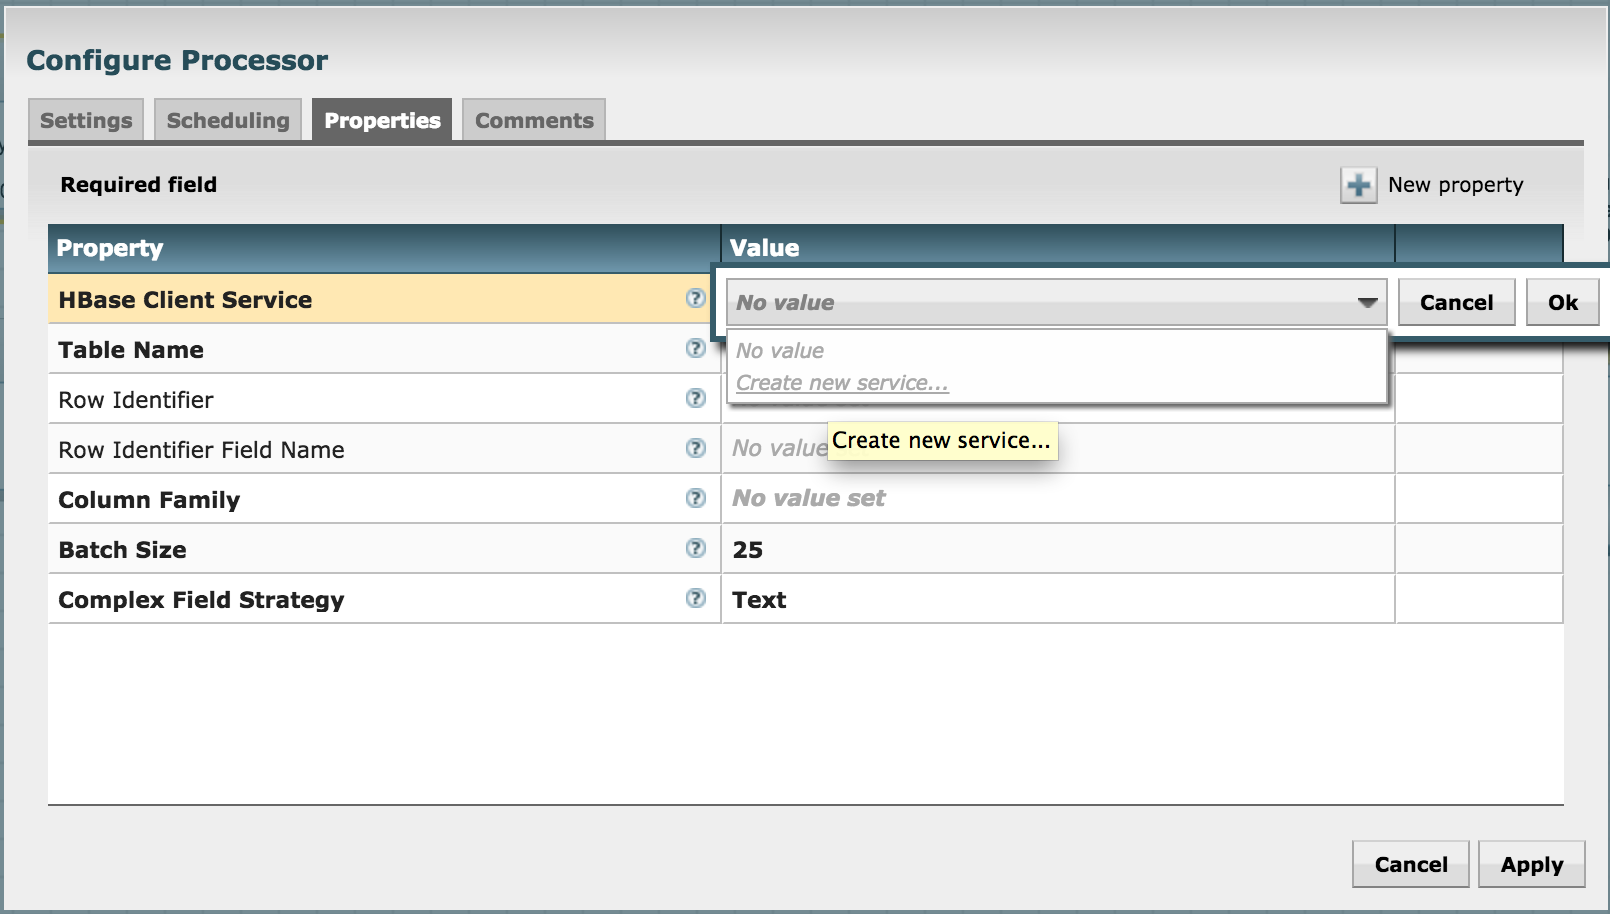 Configure Processor
Settings Scheduling Properties Comments
Required field
New property
Property Value
HBase Client Service ? No value Cancel Ok
Table Name ? No value
Create new service...
Row Identifier ?
Create new service...
Row Identifier Field Name ? No value
Column Family ? No value set
Batch Size ? 25
Complex Field Strategy ? Text
Cancel Apply